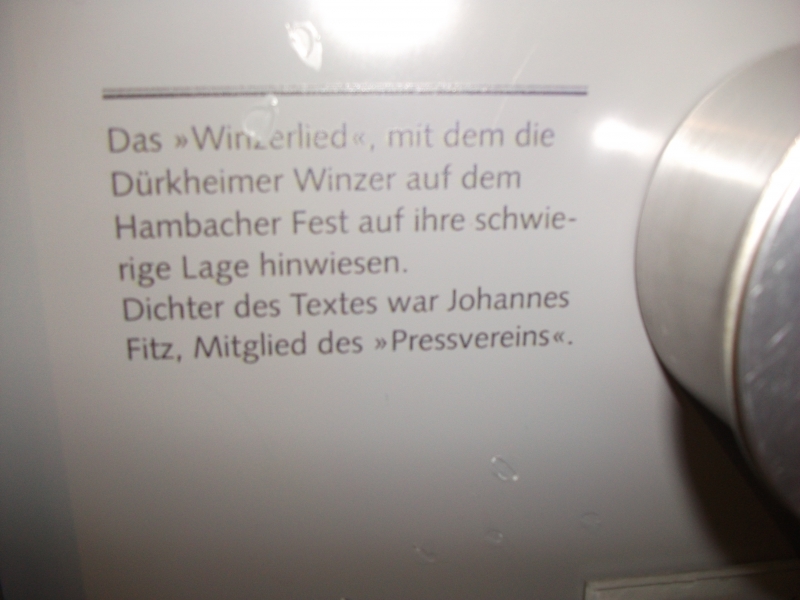 Das »Winzerlied«, mit dem die
Dürkheimer Winzer auf dem
Hambacher Fest auf ihre schwie-
rige Lage hinwiesen.
Dichter des Textes war Johannes
Fitz, Mitglied des »Pressvereins«.